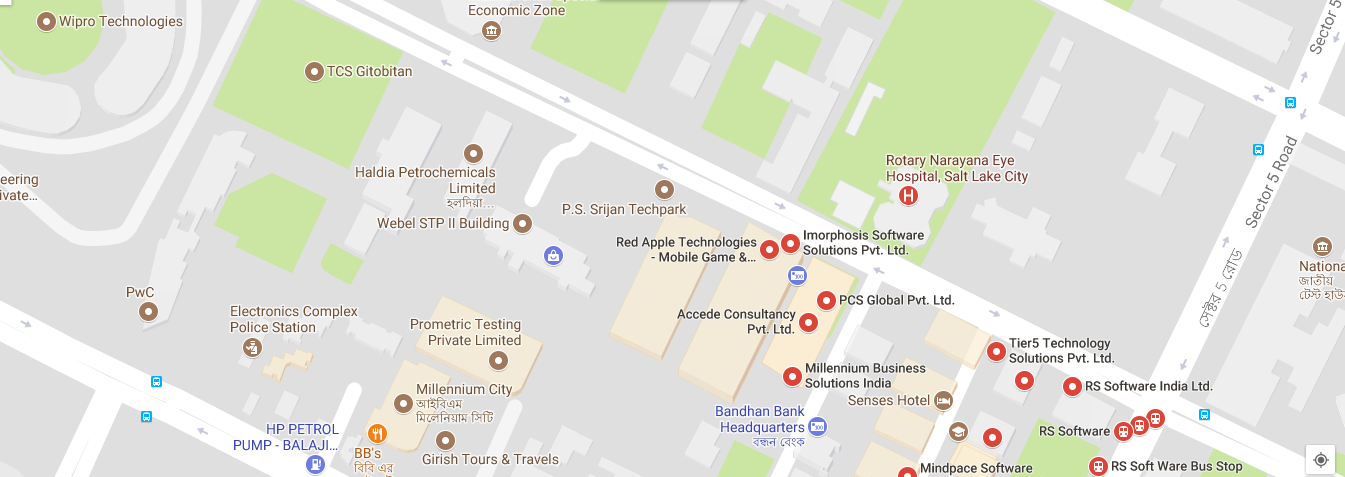 Economic Zone
Wipro Technologies
Sector 5
TCS Gitobitan
Sector 5 Road
Rotary Narayana Eye
Hospital, Salt Lake City
H
Haldia Petrochemicals
Limited
হলদিয়া...
eering
ivate...
P.S. Srijan Techpark
Webel STP II Building
Imorphosis Software
Solutions Pvt. Ltd.
Red Apple Technologies
- Mobile Game &...
National
জাতীয়
টেস্ট হাউ
সেক্টর 5 রোড
PwC
PCS Global Pvt. Ltd.
Accede Consultancy
Pvt. Ltd.
Electronics Complex
Police Station
Prometric Testing
Private Limited
Tier5 Technology
Solutions Pvt. Ltd.
Millennium Business
Solutions India
RS Software India Ltd.
Millennium City
আইবিএম
মিলেনিয়াম সিটি
Senses Hotel
Bandhan Bank
Headquarters
বন্ধন বেংক
HP PETROL
PUMP - BALAJI...
RS Software
BB's
বিবি এর
Girish Tours & Travels
Mindpace Software
RS Soft Ware Bus Stop